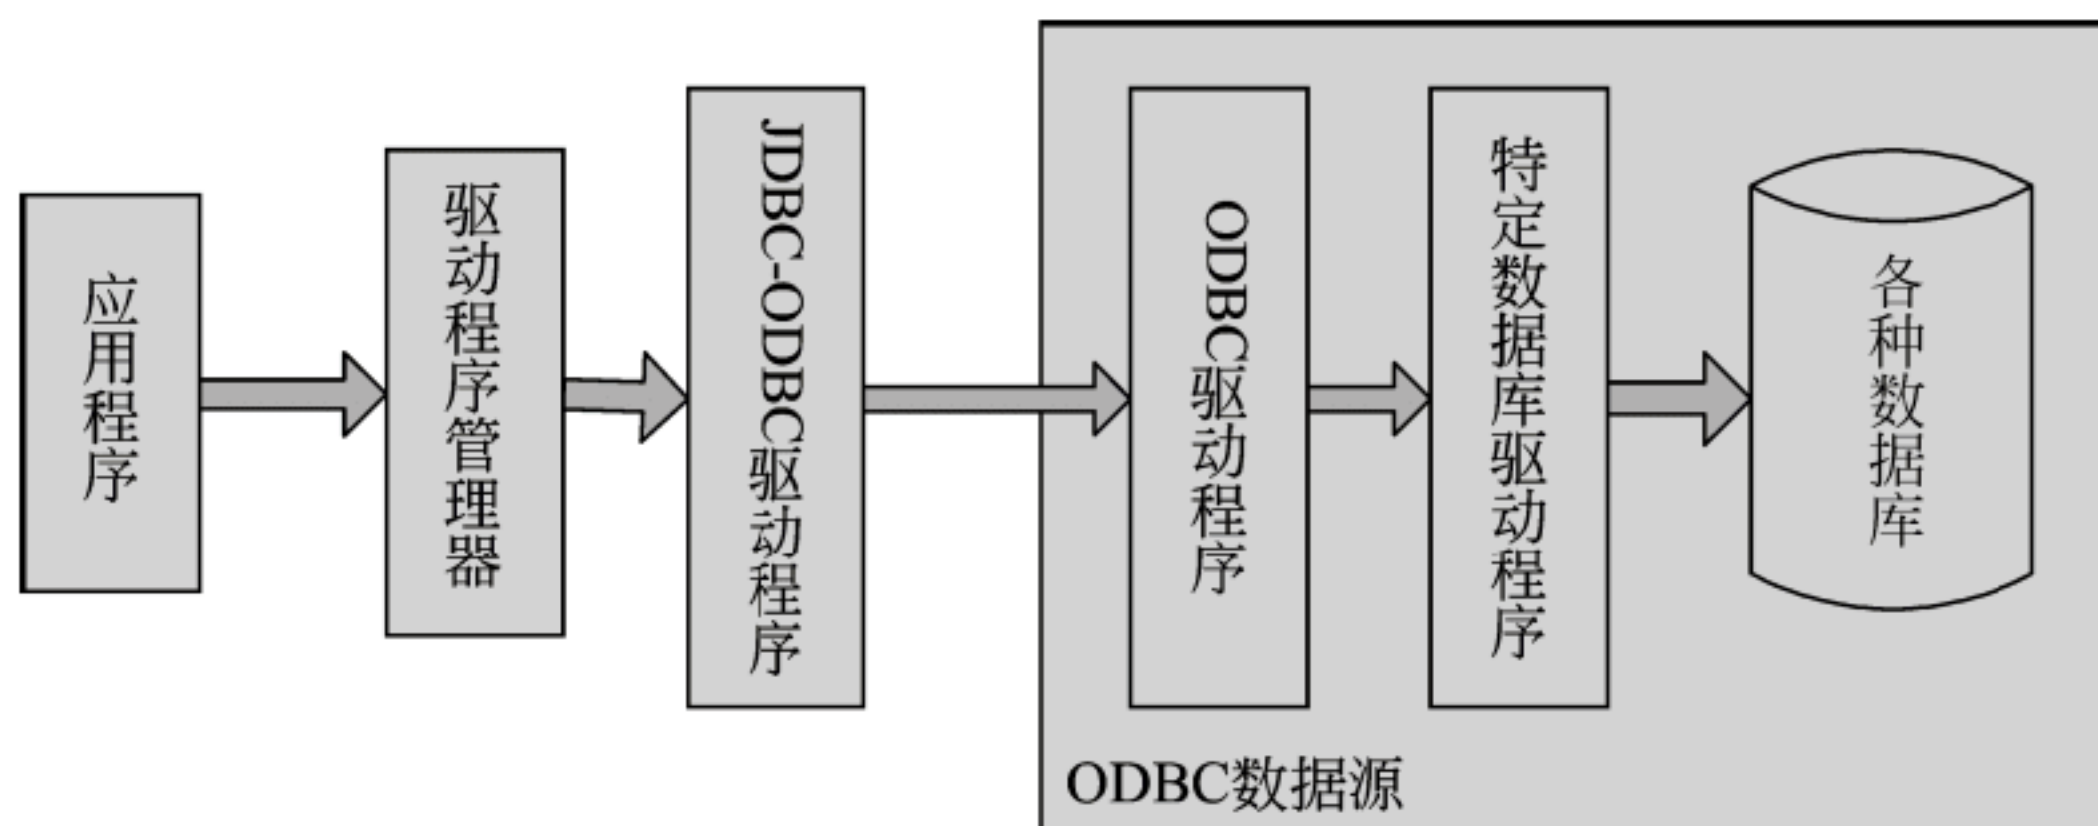 应用程序
驱动程序管理器
JDBC-ODBC驱动程序
ODBC驱动程序
特定数据库驱动程序
各种数据库
ODBC数据源